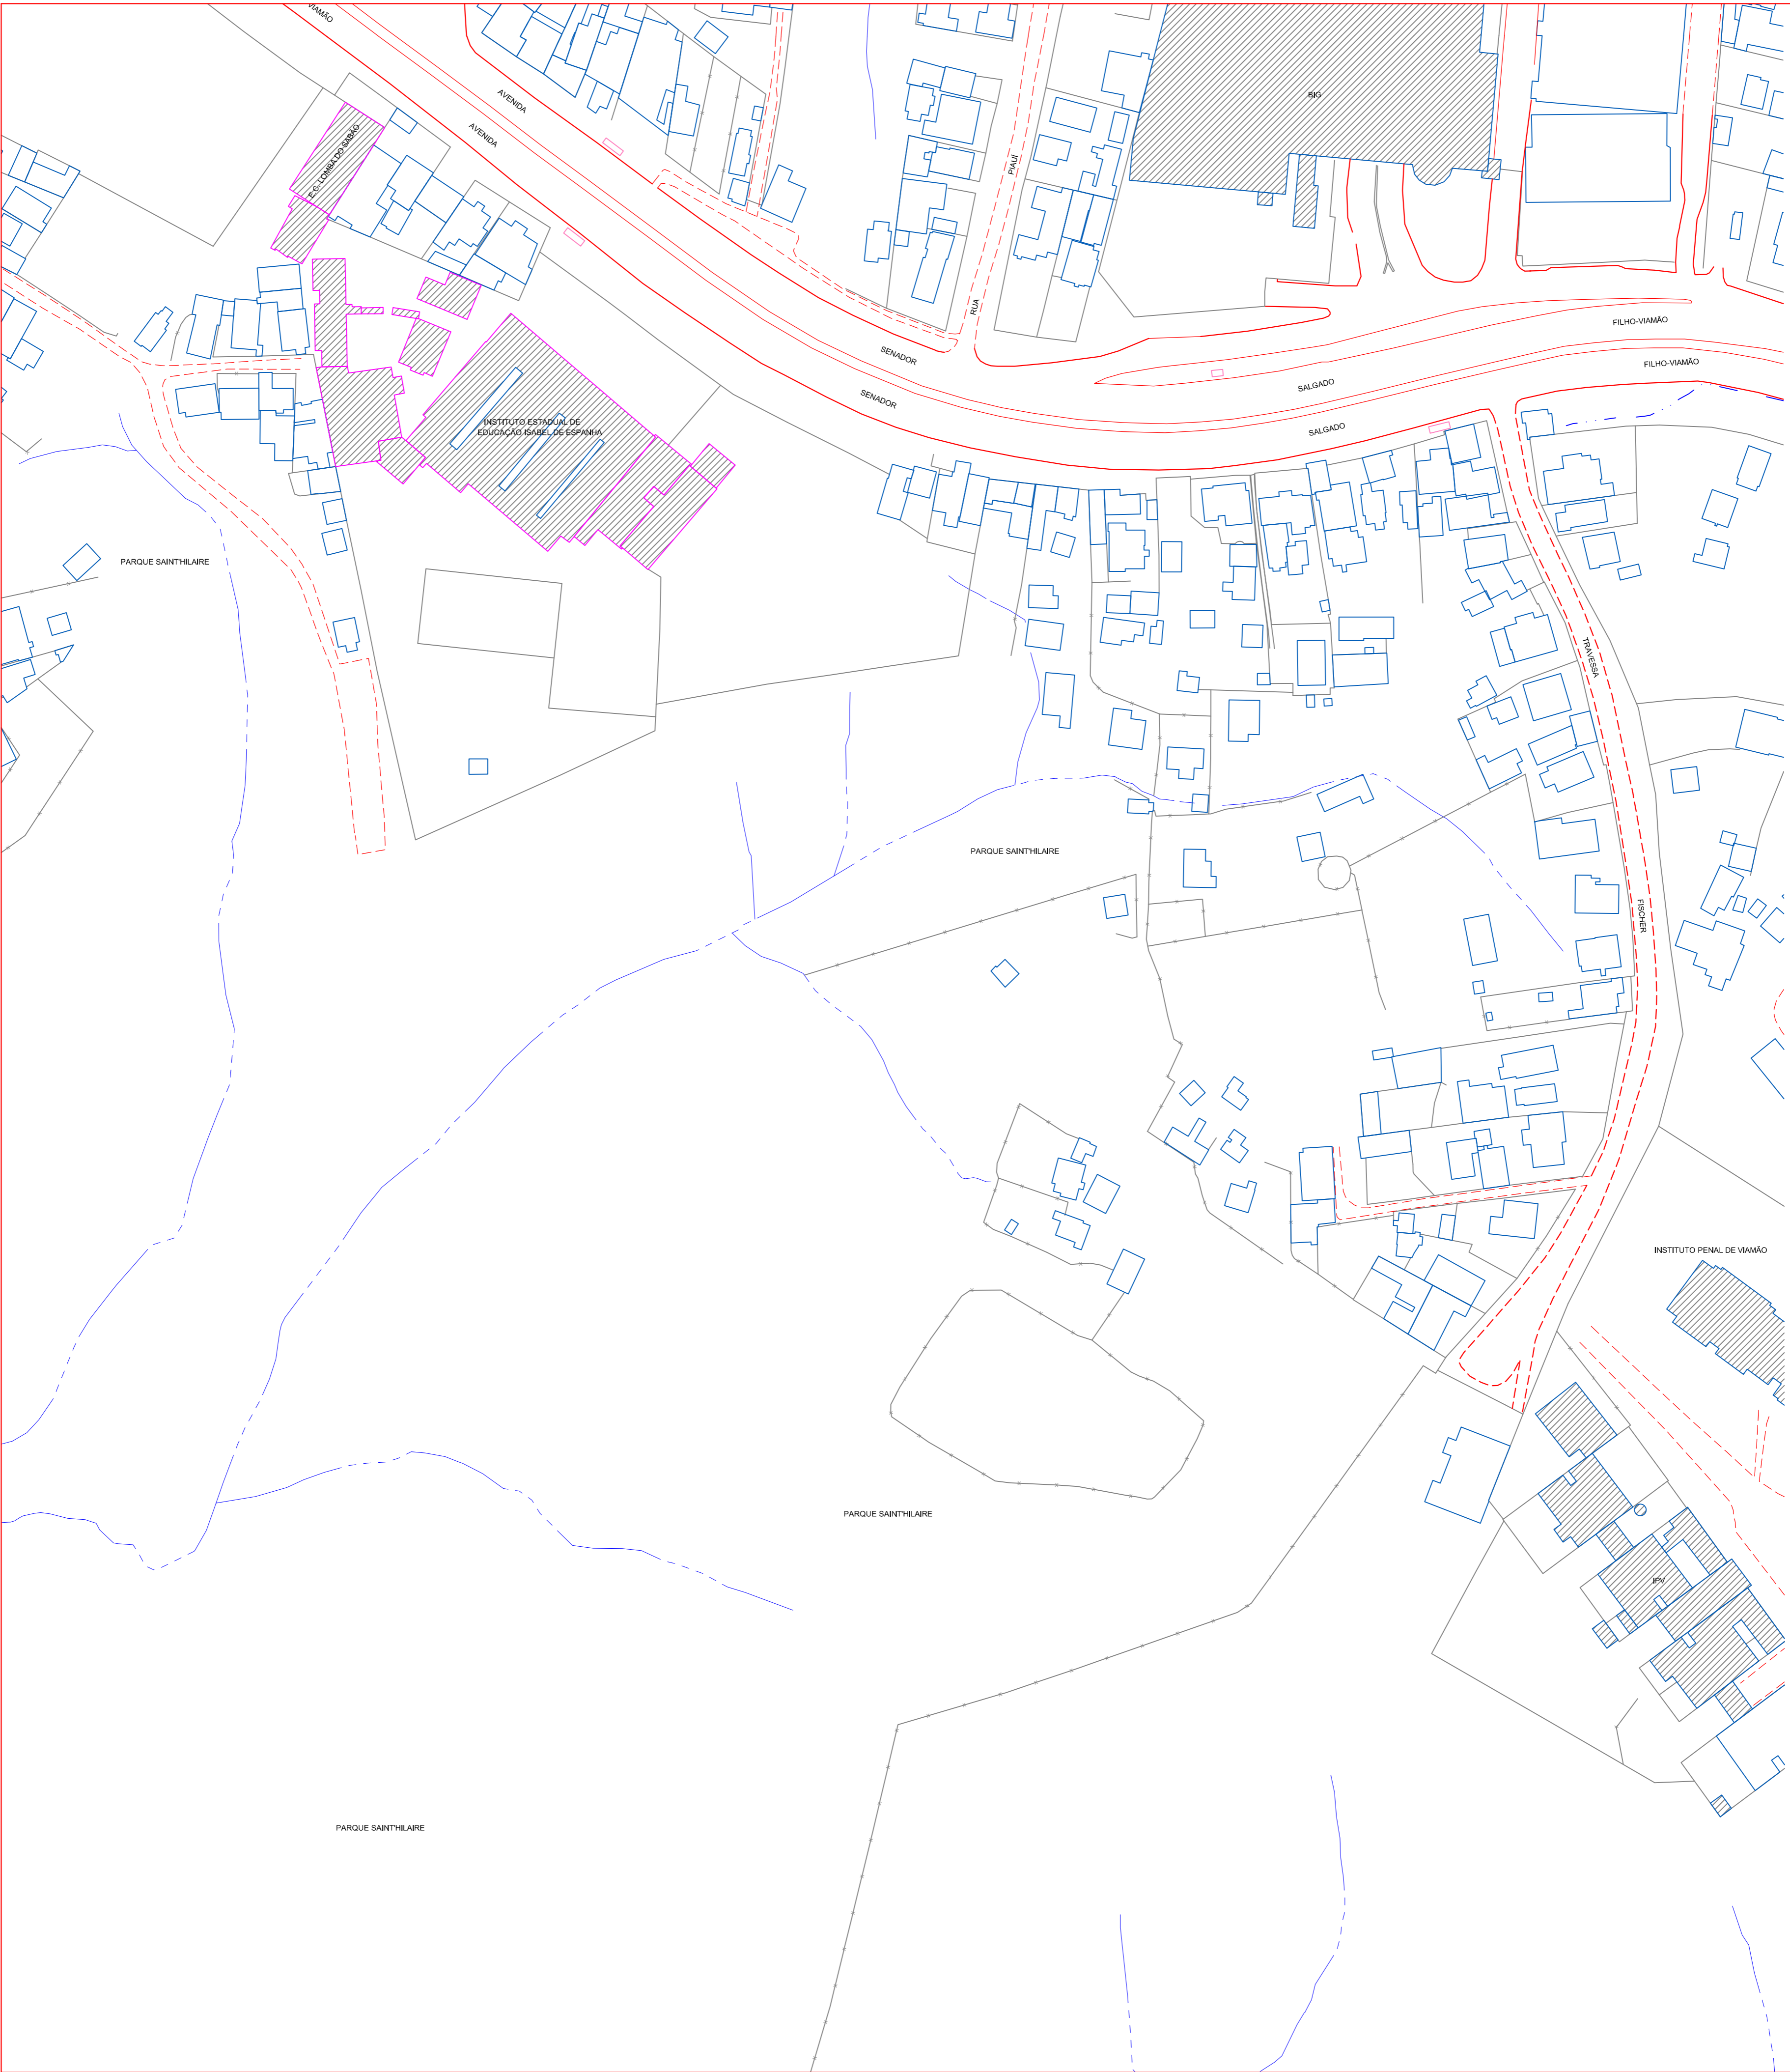 VIAMÃO
AVENIDA
AVENIDA
BIG
E.C. LOMBA DO SABÃO
PIAUÍ
RUA
FILHO-VIAMÃO
SENADOR
FILHO-VIAMÃO
SALGADO
SENADOR
INSTITUTO ESTADUAL DE
EDUCAÇÃO ISABEL DE ESPANHA
SALGADO
PARQUE SAINT'HILAIRE
TRAVESSA
PARQUE SAINT'HILAIRE
FISCHER
INSTITUTO PENAL DE VIAMÃO
PARQUE SAINT'HILAIRE
IPV
PARQUE SAINT'HILAIRE